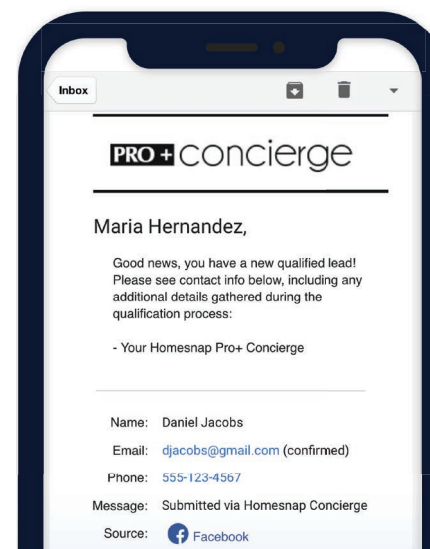 Inbox
PRO + concierge
Maria Hernandez,
Good news, you have a new qualified lead!
Please see contact info below, including any
additional details gathered during the
qualification process:
- Your Homesnap Pro+ Concierge
Name: Daniel Jacobs
Email: djacobs@gmail.com (confirmed)
Phone: 555-123-4567
Message: Submitted via Homesnap Concierge
Source: Facebook